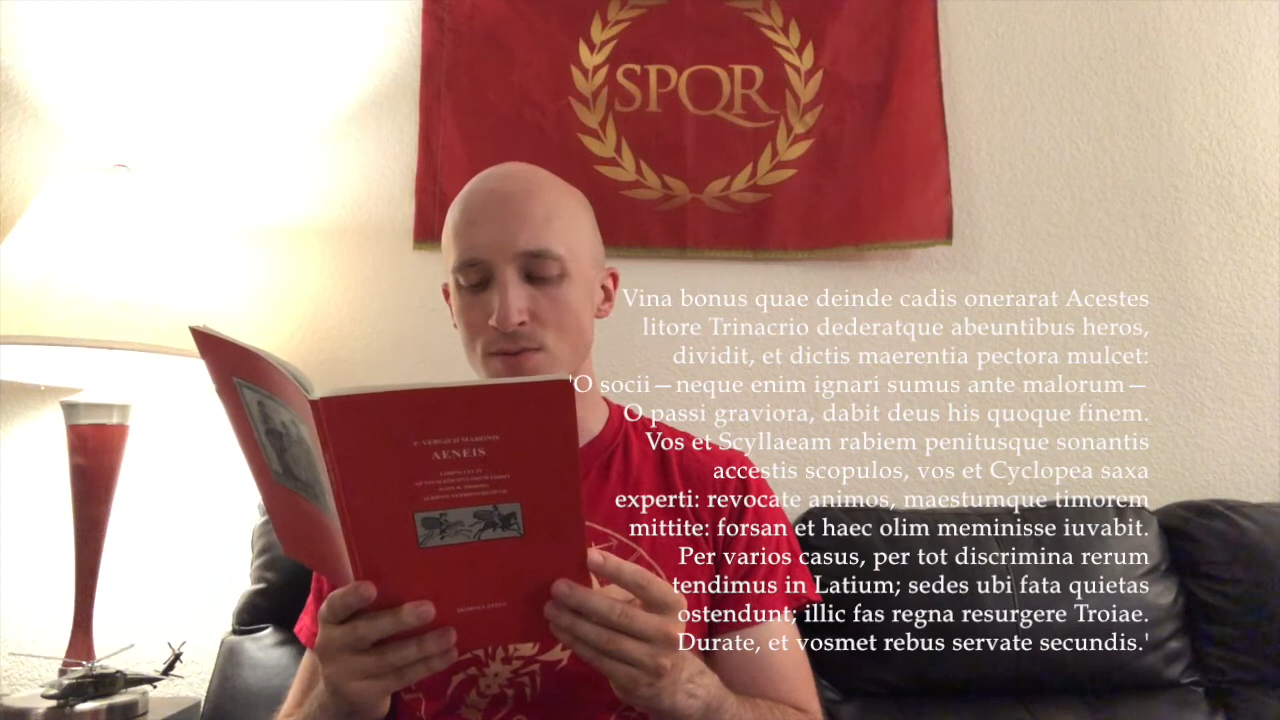 SPQR
Vina bonus quae deinde cadis onerarat Acestes
litore Trinacrio dederatque abeuntibus heros,
dividit, et dictis maerentia pectora mulcet:
'O socii—neque enim ignari sumus ante malorum—
O passi graviora, dabit deus his quoque finem.
Vos et Scyllaeam rabiem penitusque sonantis
accestis scopulos, vos et Cyclopea saxa
experti: revocate animos, maestumque timorem
mittite: forsan et haec olim meminisse iuvabit.
Per varios casus, per tot discrimina rerum
tendimus in Latium; sedes ubi fata quietas
ostendunt; illic fas regna resurgere Troiae.
Durate, et vosmet rebus servate secundis.'
P. VERGILII MARONIS
AENEIS